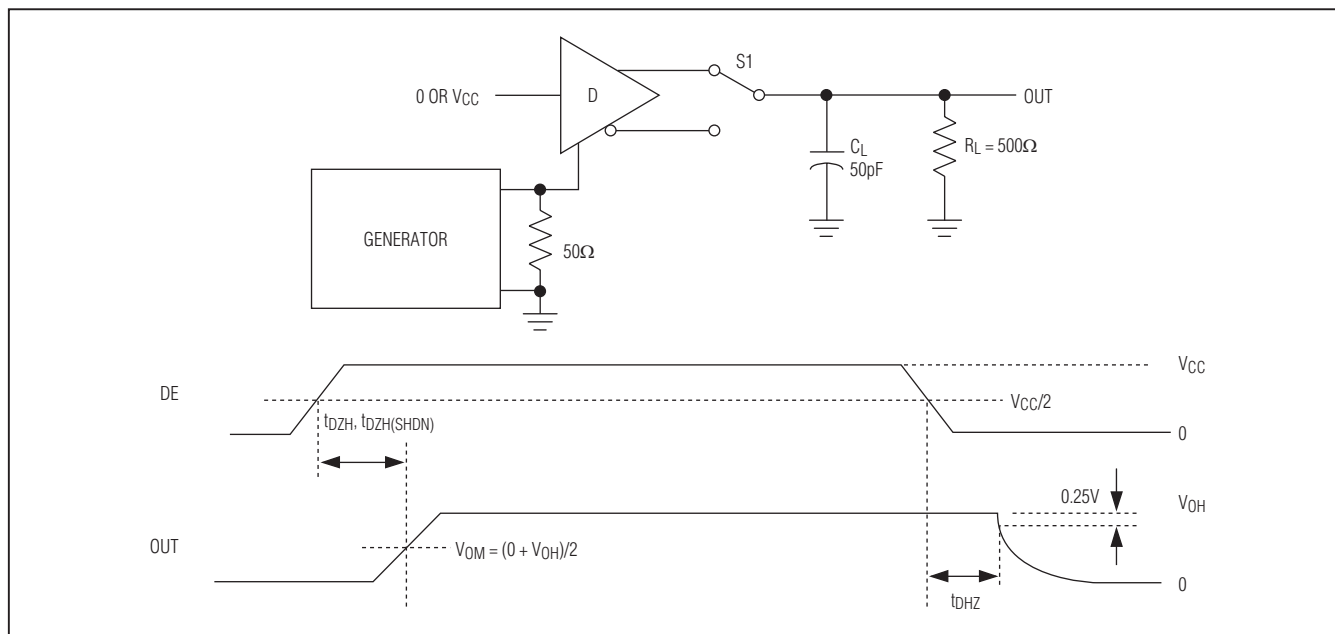 S1
0 OR VCC
D
OUT
CL
50pF
RL = 500Ω
GENERATOR
50Ω
DE
VCC
VCC/2
0
tDZH, tDZH(SHDN)
0.25V
VOH
OUT
VOM = (0 + VOH)/2
0
tDHZ